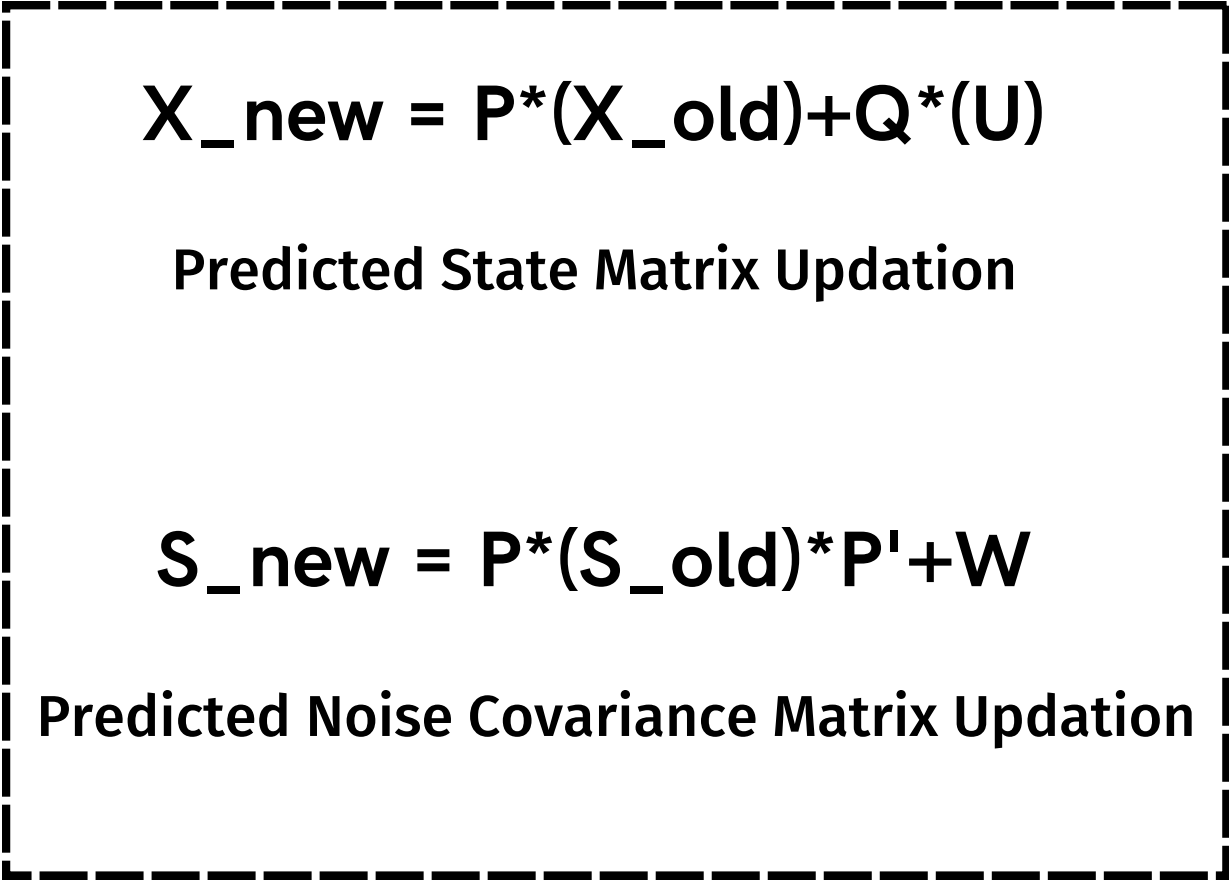 X_new = P*(X_old)+Q*(U)
Predicted State Matrix Updation
S_new = P*(S_old)*P'+W
Predicted Noise Covariance Matrix Updation